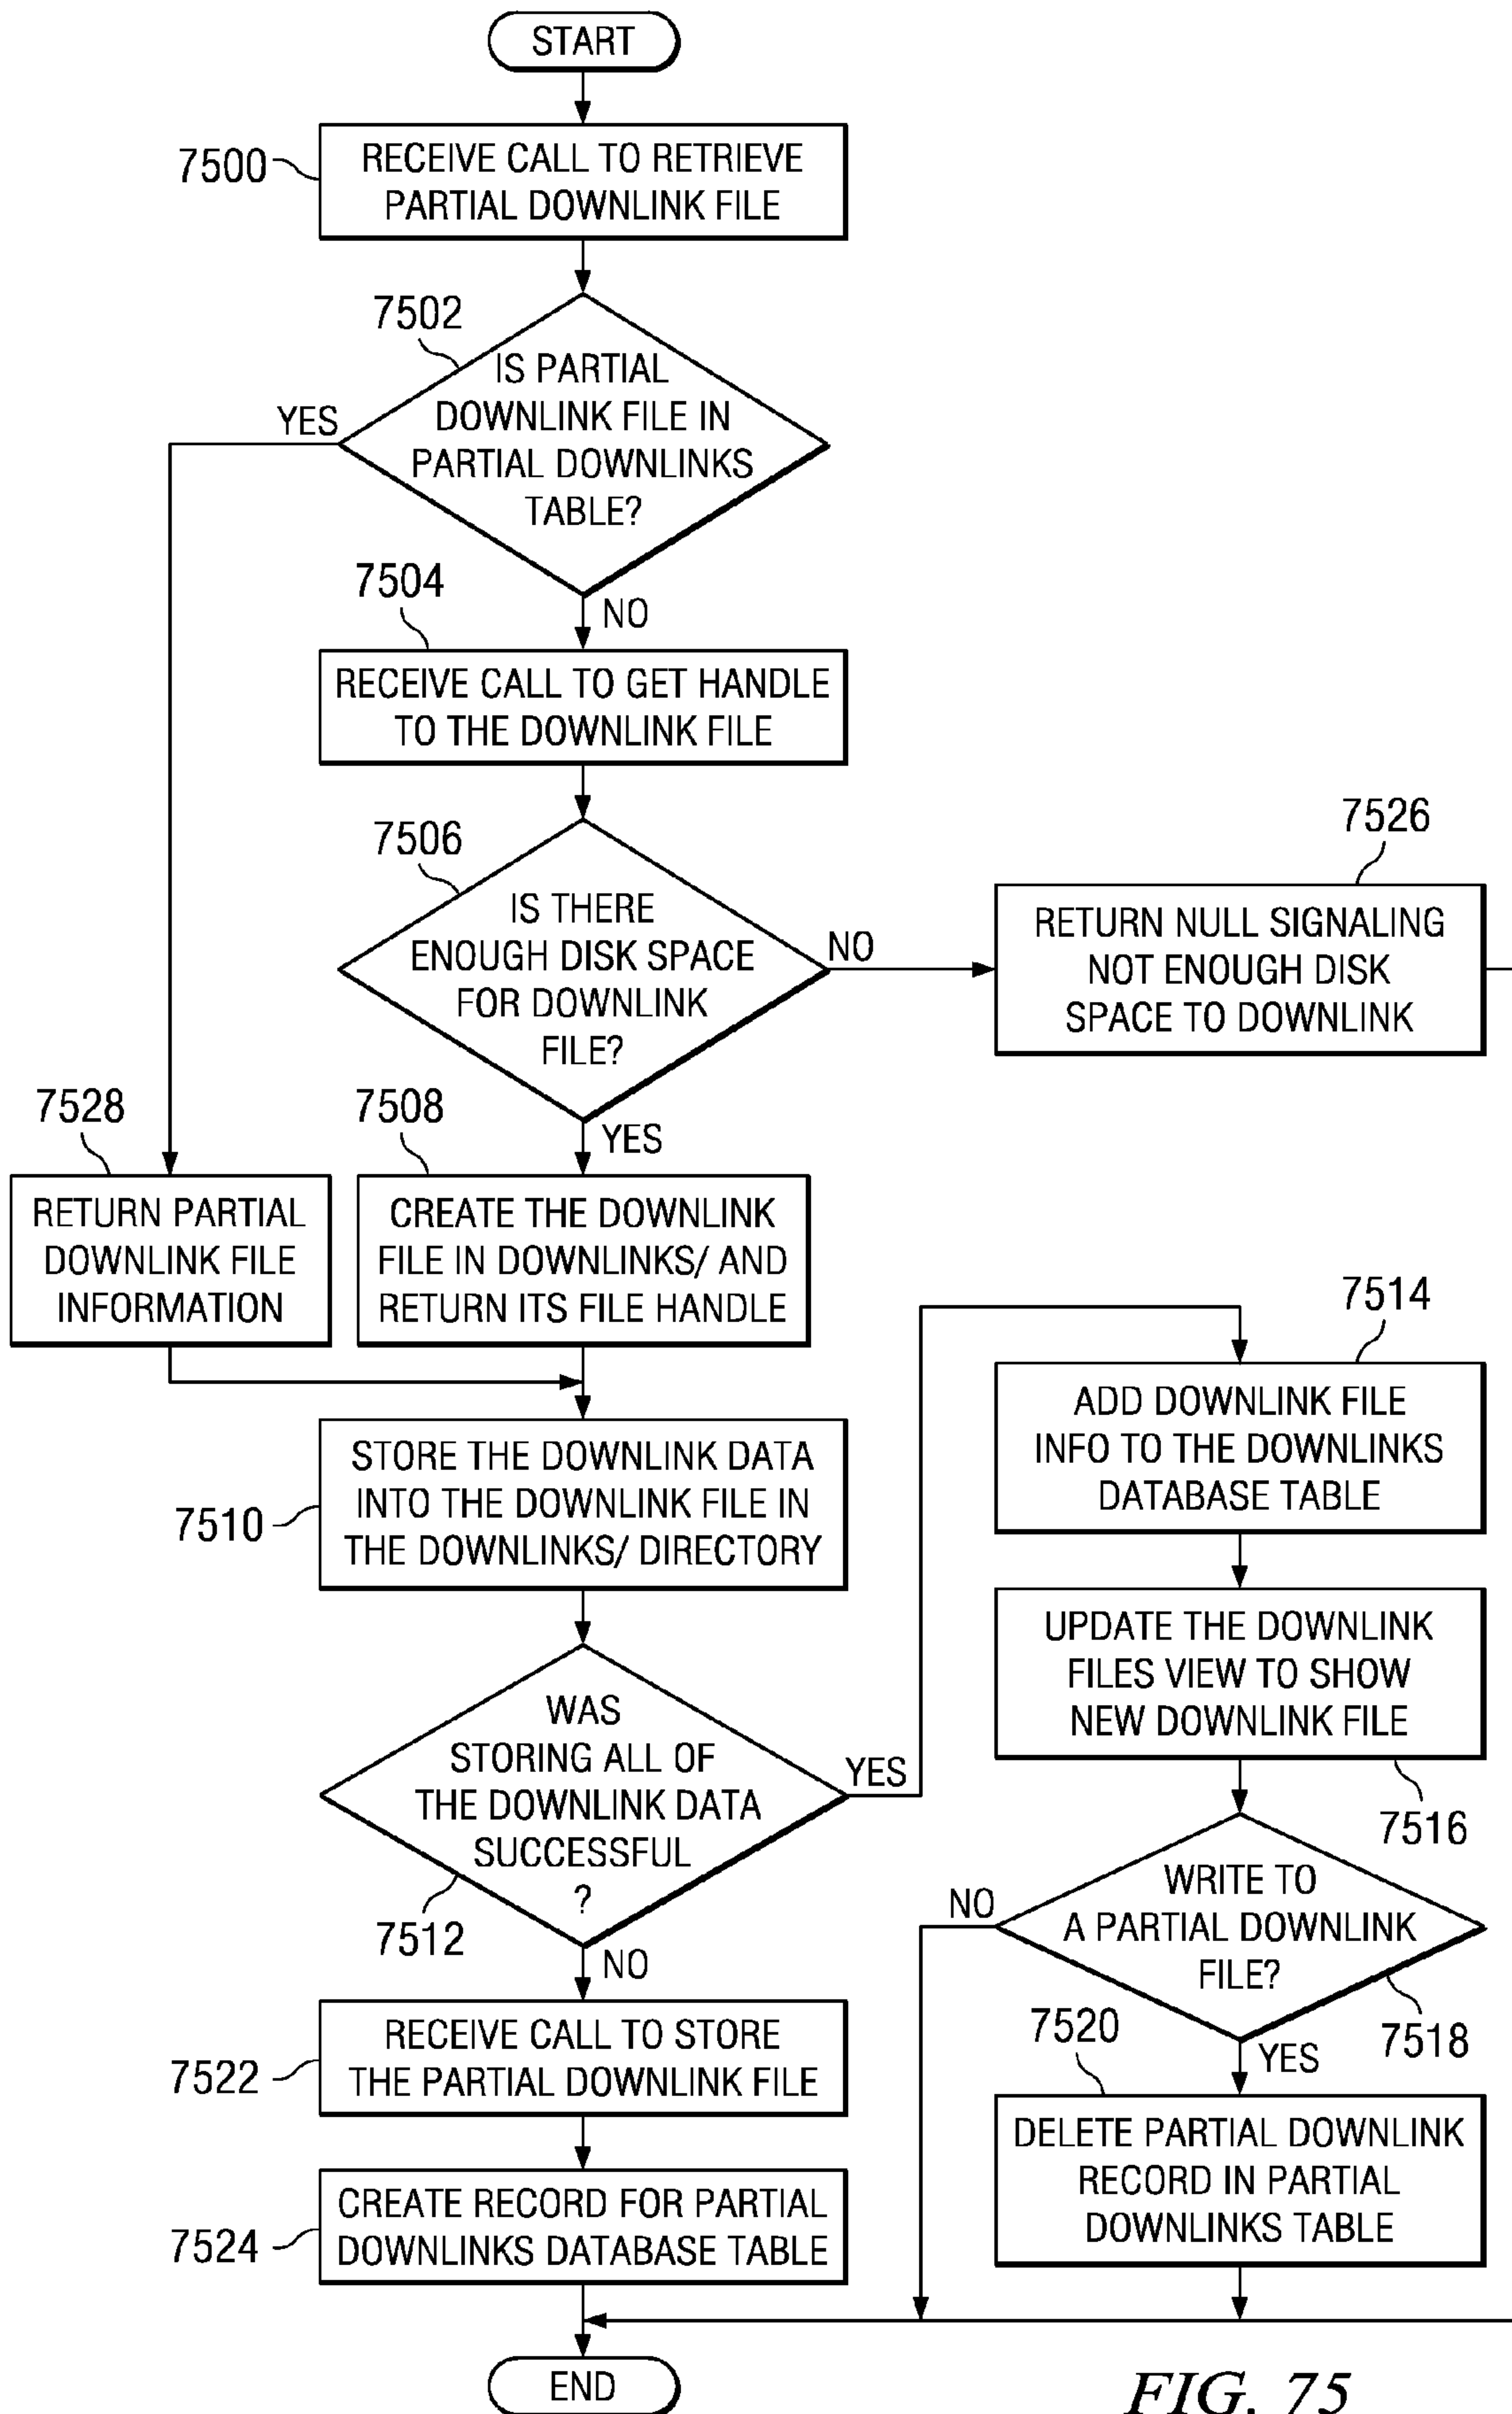 START
7500
RECEIVE CALL TO RETRIEVE
PARTIAL DOWNLINK FILE
7502
IS PARTIAL
DOWNLINK FILE IN
PARTIAL DOWNLINKS
TABLE?
YES
NO
7504
RECEIVE CALL TO GET HANDLE
TO THE DOWNLINK FILE
7506
IS THERE
ENOUGH DISK SPACE
FOR DOWNLINK
FILE?
NO
YES
7526
RETURN NULL SIGNALING
NOT ENOUGH DISK
SPACE TO DOWNLINK
7528
RETURN PARTIAL
DOWNLINK FILE
INFORMATION
7508
CREATE THE DOWNLINK
FILE IN DOWNLINKS/ AND
RETURN ITS FILE HANDLE
7510
STORE THE DOWNLINK DATA
INTO THE DOWNLINK FILE IN
THE DOWNLINKS/ DIRECTORY
WAS
STORING ALL OF
THE DOWNLINK DATA
SUCCESSFUL
?
7512
YES
NO
7514
ADD DOWNLINK FILE
INFO TO THE DOWNLINKS
DATABASE TABLE
UPDATE THE DOWNLINK
FILES VIEW TO SHOW
NEW DOWNLINK FILE
7516
WRITE TO
A PARTIAL DOWNLINK
FILE?
NO
7518
YES
7520
DELETE PARTIAL DOWNLINK
RECORD IN PARTIAL
DOWNLINKS TABLE
7522
RECEIVE CALL TO STORE
THE PARTIAL DOWNLINK FILE
7524
CREATE RECORD FOR PARTIAL
DOWNLINKS DATABASE TABLE
END
FIG. 75